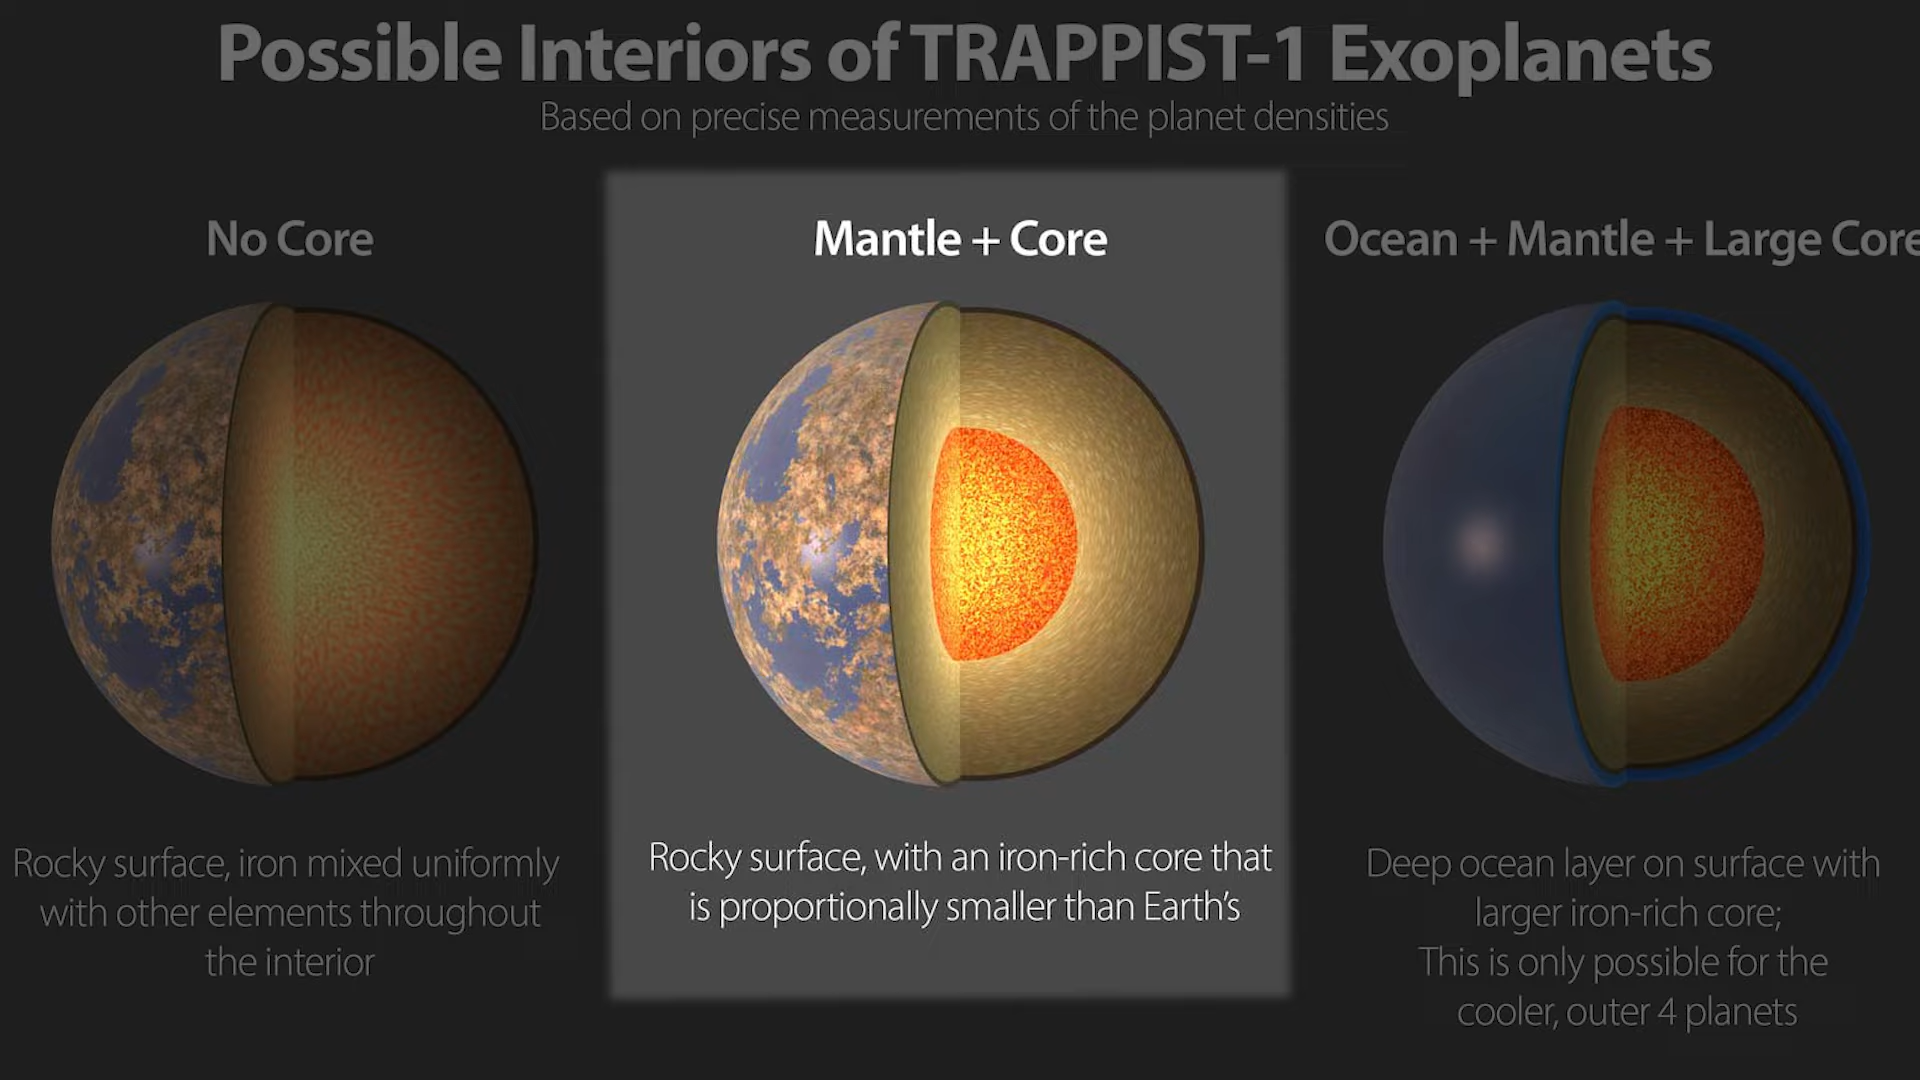 Possible Interiors of TRAPPIST-1 Exoplanets
Based on precise measurements of the planet densities
No Core
Rocky surface, iron mixed uniformly
with other elements throughout
the interior
Mantle + Core
Rocky surface, with an iron-rich core that
is proportionally smaller than Earth's
Ocean + Mantle + Large Core
Deep ocean layer on surface with
larger iron-rich core;
This is only possible for the
cooler, outer 4 planets